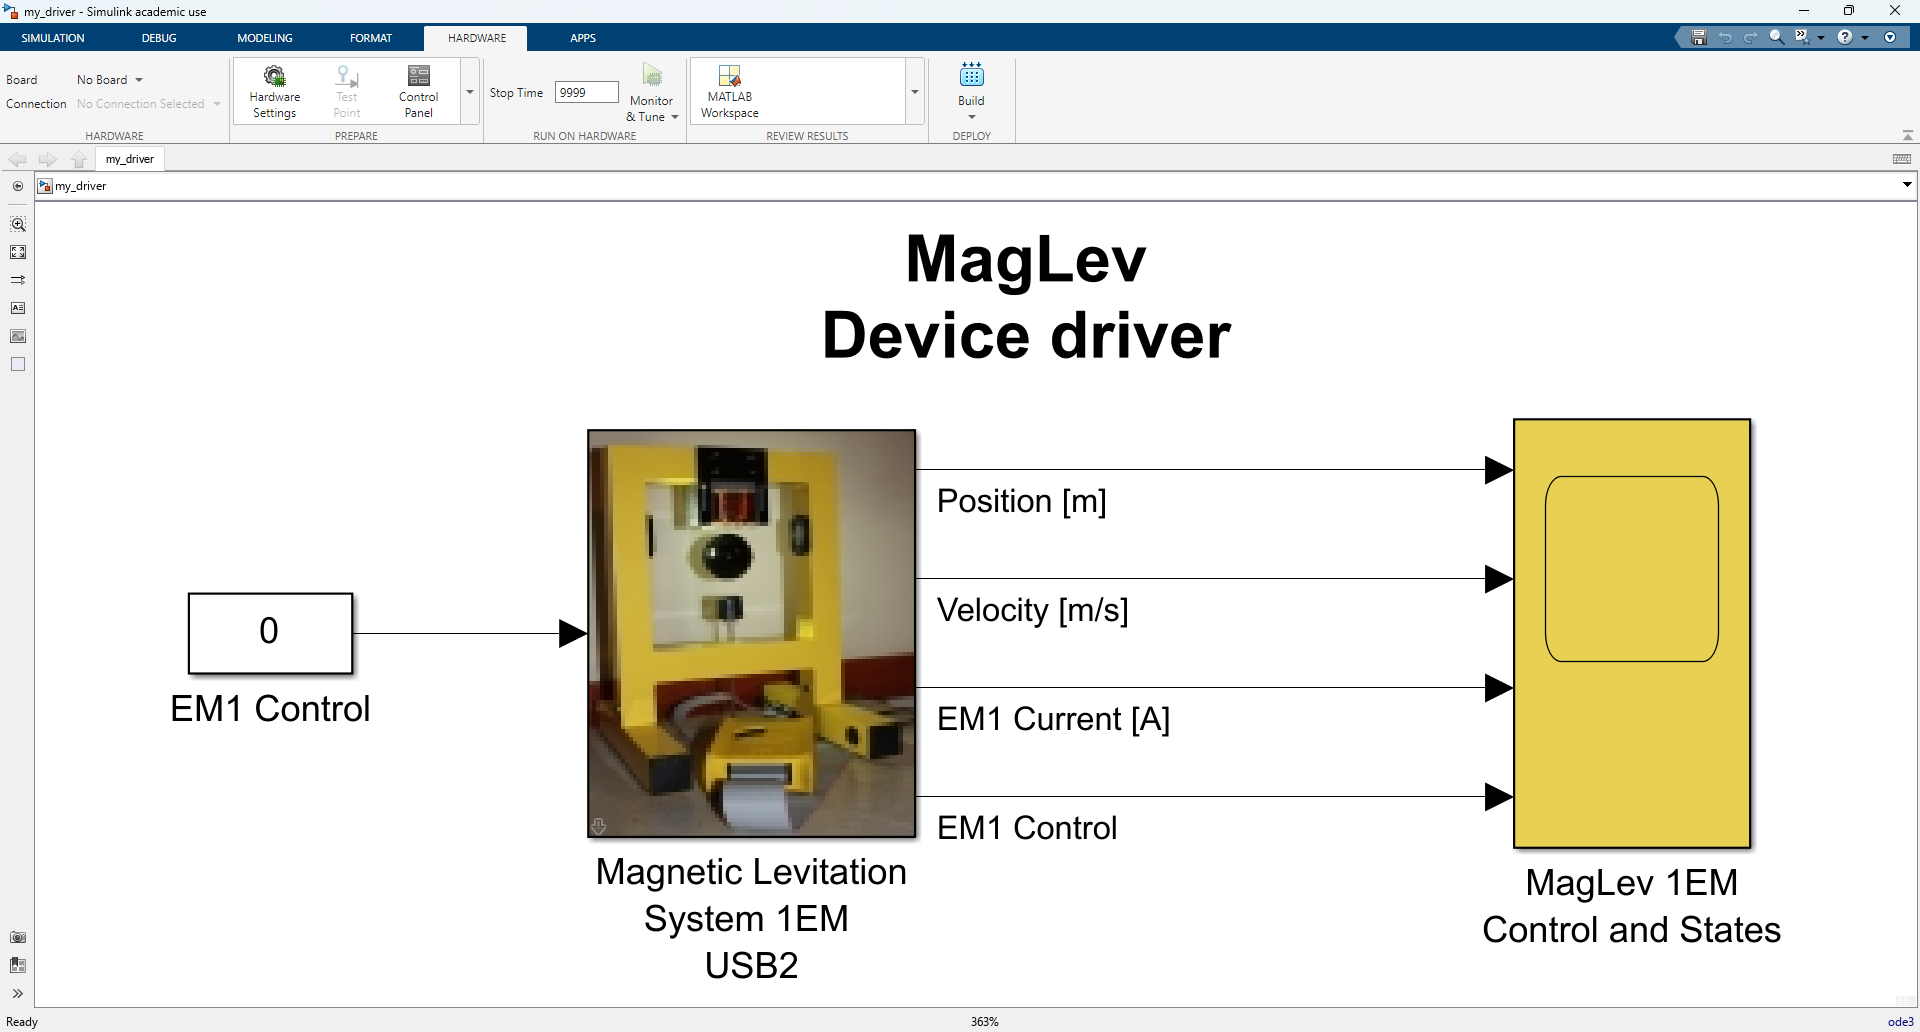 my_driver - Simulink academic use
SIMULATION DEBUG MODELING FORMAT HARDWARE APPS
Board No Board
Connection No Connection Selected
HARDWARE
Hardware Settings
Test Point
Control Panel
PREPARE
Stop Time 9999
Monitor & Tune
RUN ON HARDWARE
MATLAB Workspace
REVIEW RESULTS
Build
DEPLOY
my_driver
my_driver
MagLev
Device driver
0
EM1 Control
Position [m]
Velocity [m/s]
EM1 Current [A]
EM1 Control
Magnetic Levitation
System 1EM
USB2
MagLev 1EM
Control and States
Ready 363% ode3